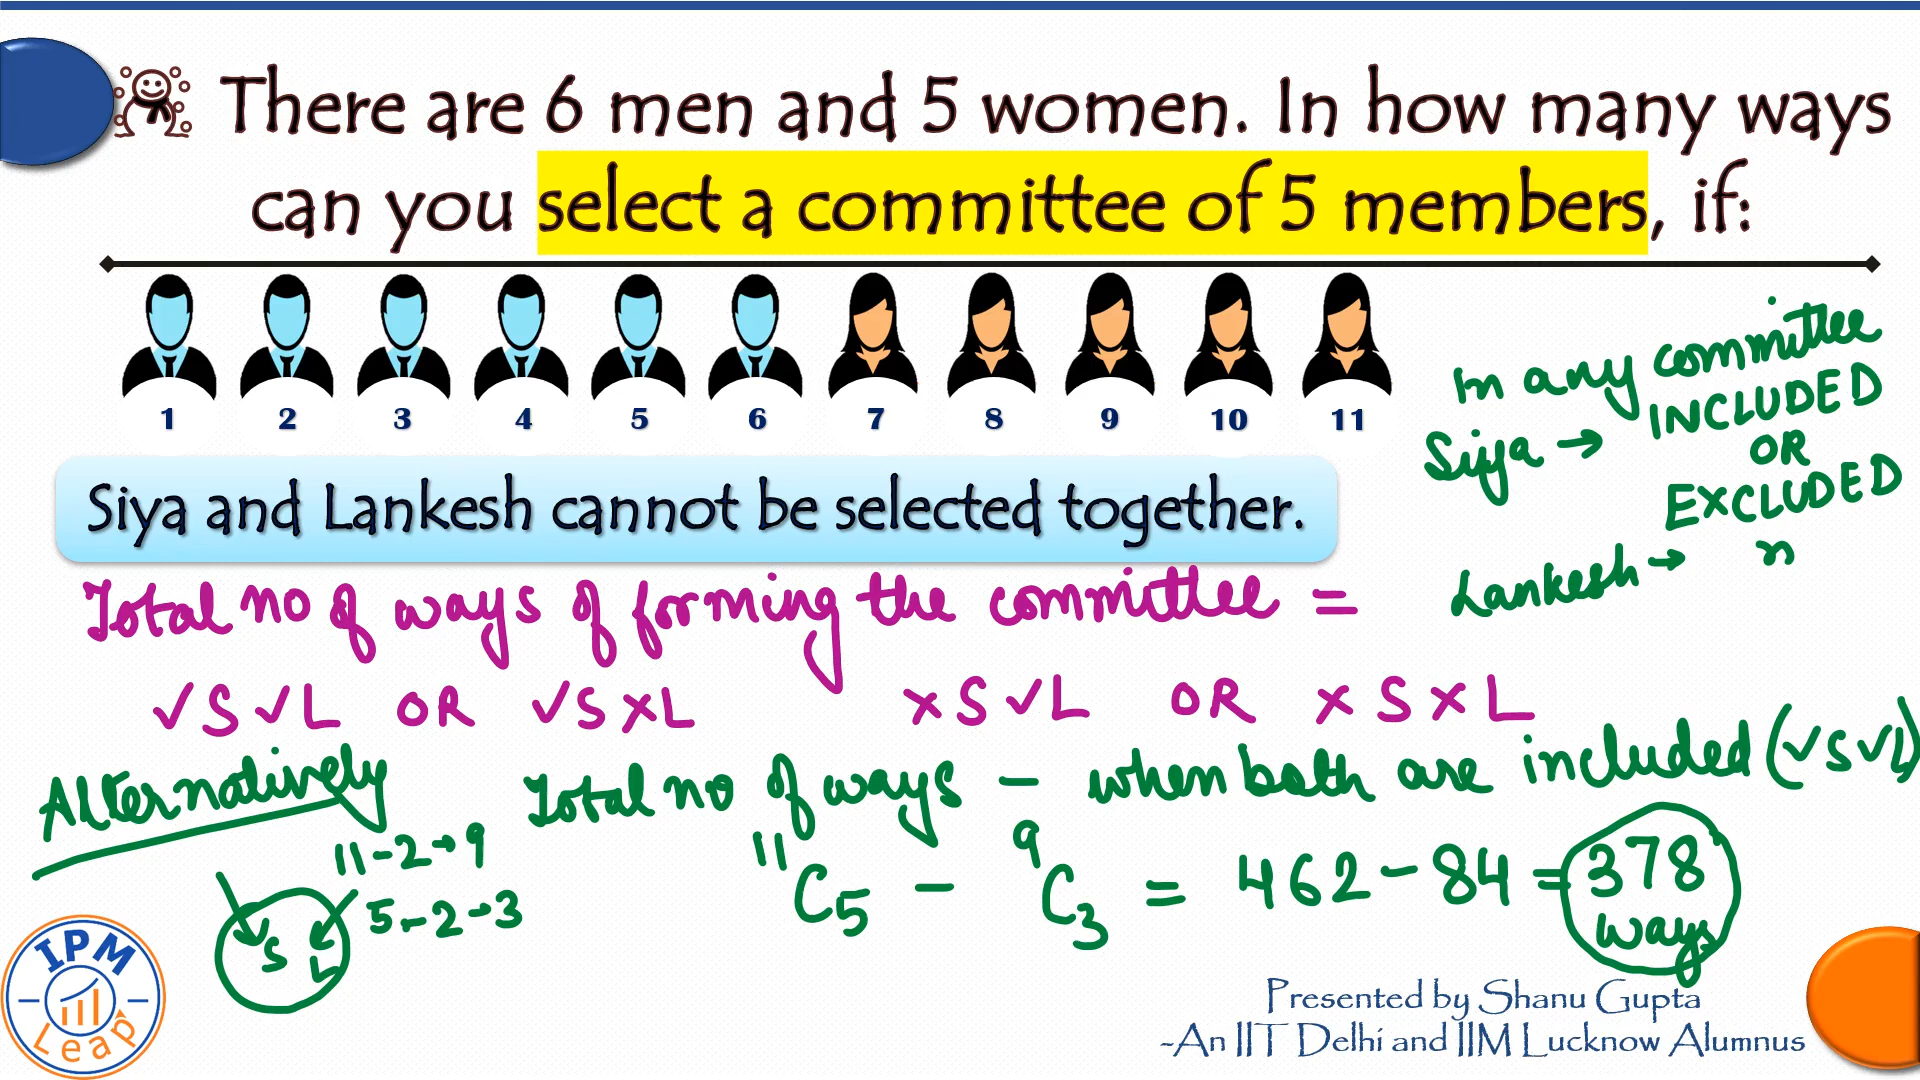 There are 6 men and 5 women. In how many ways
can you select a committee of 5 members, if:
1 2 3 4 5 6 7 8 9 10 11
In any committee
Siya → INCLUDED
OR
EXCLUDED
Lankesh →
Siya and Lankesh cannot be selected together.
Total no of ways of forming the committee =
✓S ✓L OR ✓S ×L ×S ✓L OR ×S ×L
Alternatively Total no of ways - when both are included (✓S✓L)
11-2→9
5-2→3
S L
¹¹C₅ - ⁹C₃ = 462-84 = 378
ways
IPM
Leap
Presented by Shanu Gupta
-An IIT Delhi and IIM Lucknow Alumnus